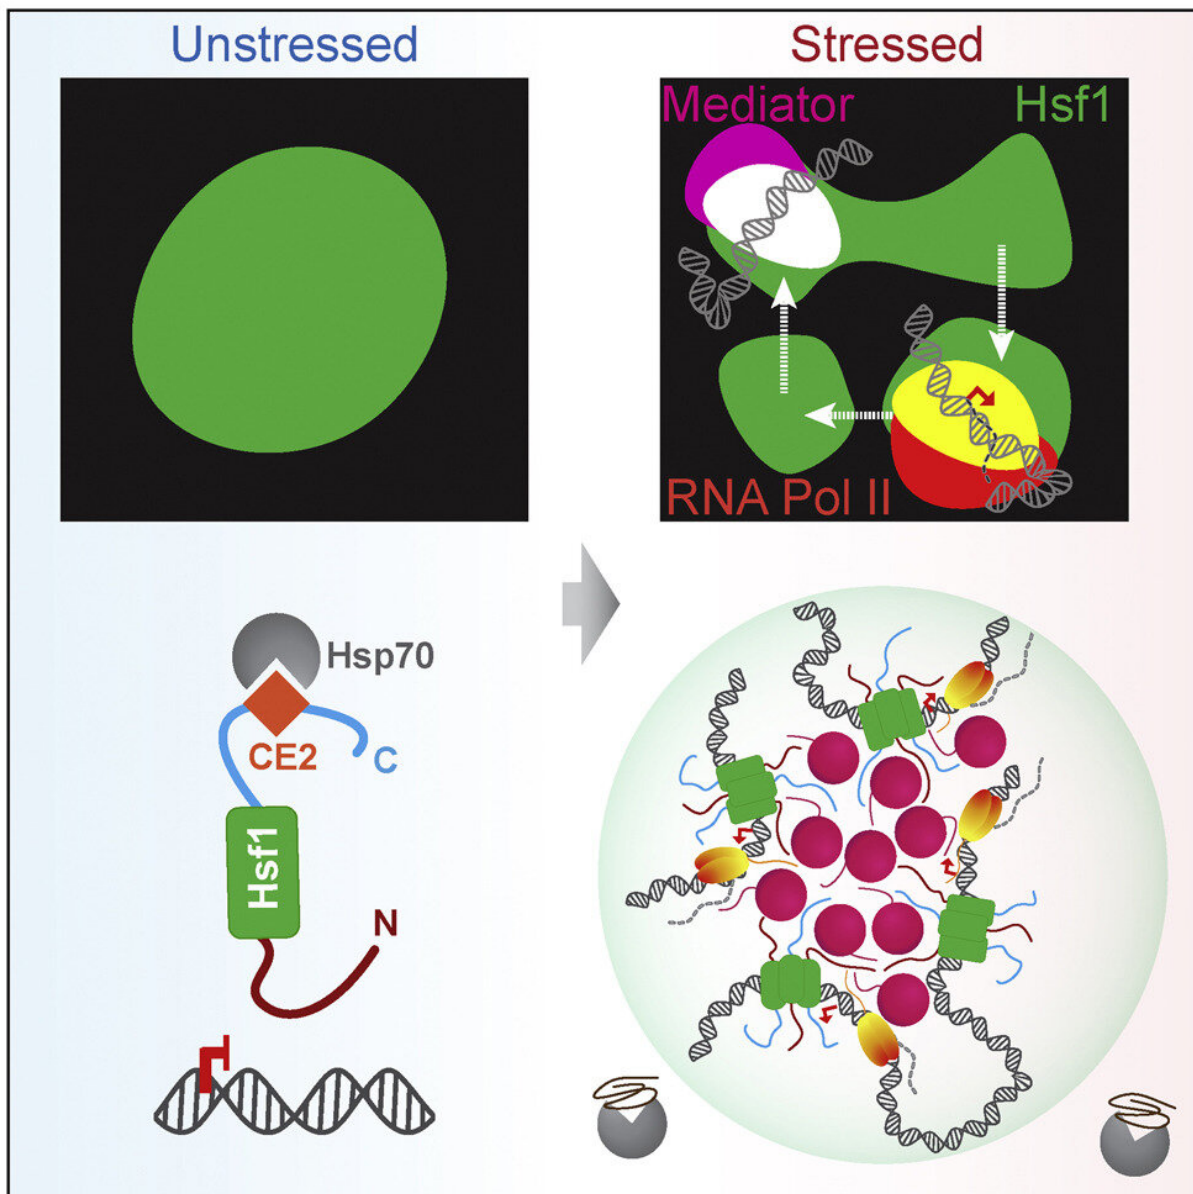 Unstressed
Stressed
Mediator
Hsf1
RNA Pol II
Hsp70
CE2
C
Hsf1
N